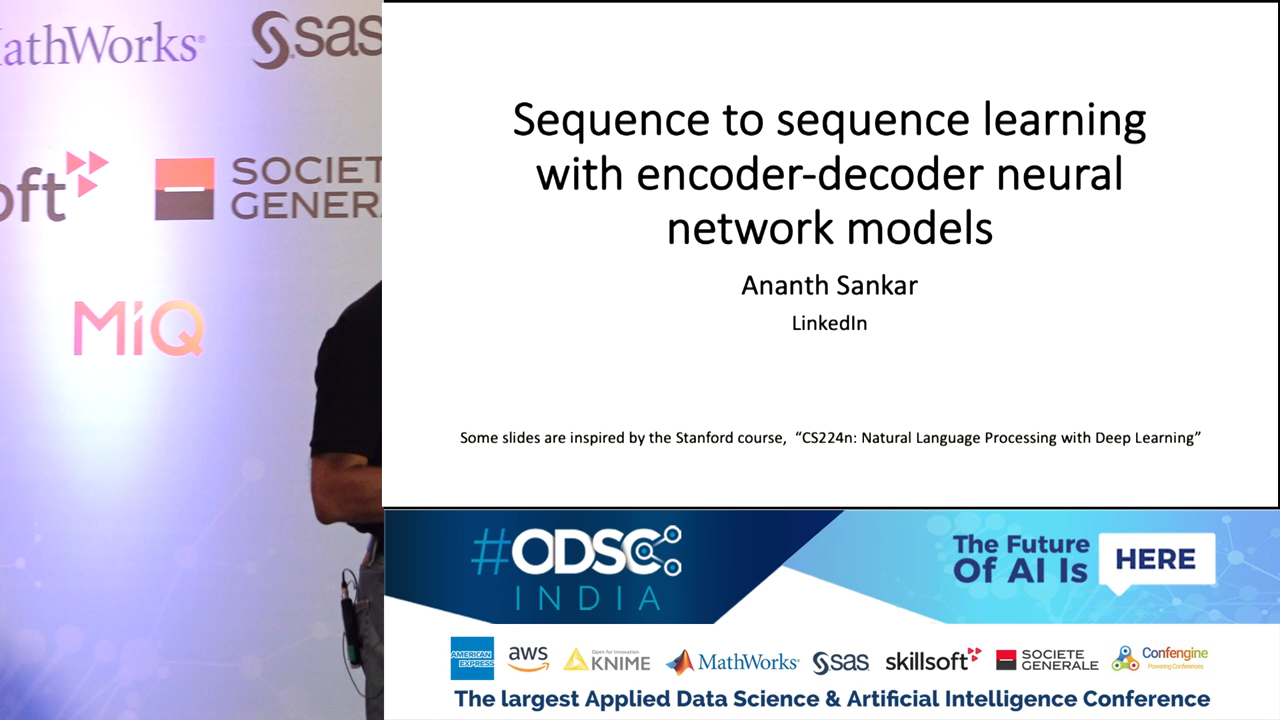 MathWorks®
sas
SOCIETE
GENERA
MiQ
Sequence to sequence learning
with encoder-decoder neural
network models
Ananth Sankar
LinkedIn
Some slides are inspired by the Stanford course, “CS224n: Natural Language Processing with Deep Learning”
#ODSC
INDIA
The Future
Of AI Is
HERE
AMERICAN
EXPRESS
aws
Open for Innovation
KNIME
MathWorks®
sas
skillsoft
SOCIETE
GENERALE
Confengine
Powering Conferences
The largest Applied Data Science & Artificial Intelligence Conference